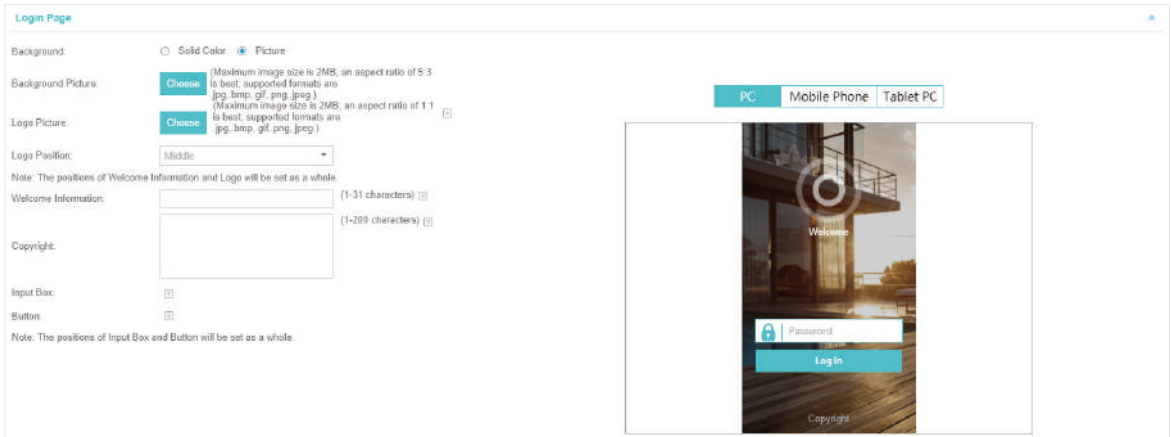 Login Page
Background: Solid Color Picture
Background Picture: Choose (Maximum image size is 2MB; an aspect ratio of 5:3
is best; supported formats are
.jpg,.bmp,.gif,.png,.jpeg.)
Logo Picture: Choose (Maximum image size is 2MB; an aspect ratio of 1:1
is best; supported formats are
.jpg,.bmp,.gif,.png,.jpeg.)
Logo Position: Middle
Note: The positions of Welcome Information and Logo will be set as a whole.
Welcome Information: (1-31 characters)
(1-200 characters)
Copyright:
Input Box:
Button:
Note: The positions of Input Box and Button will be set as a whole.
PC Mobile Phone Tablet PC
Welcome
Password
Log In
Copyright